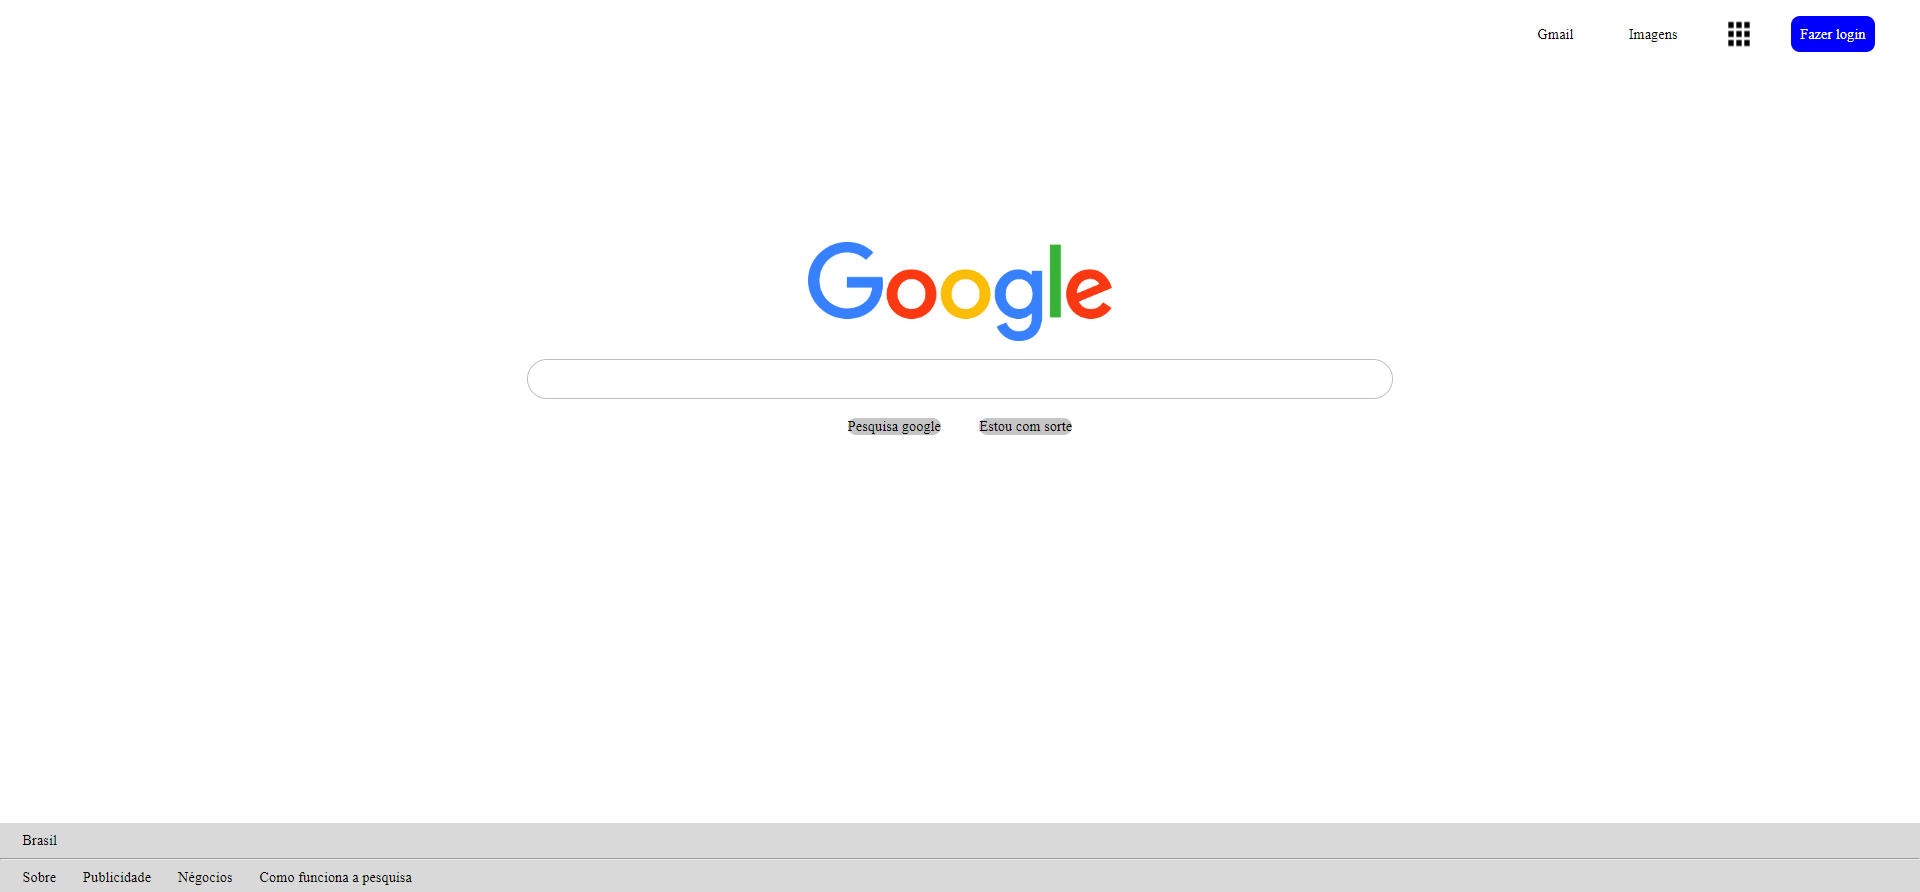 Gmail Imagens Fazer login
Google
Pesquisa google Estou com sorte
Brasil
Sobre Publicidade Négocios Como funciona a pesquisa